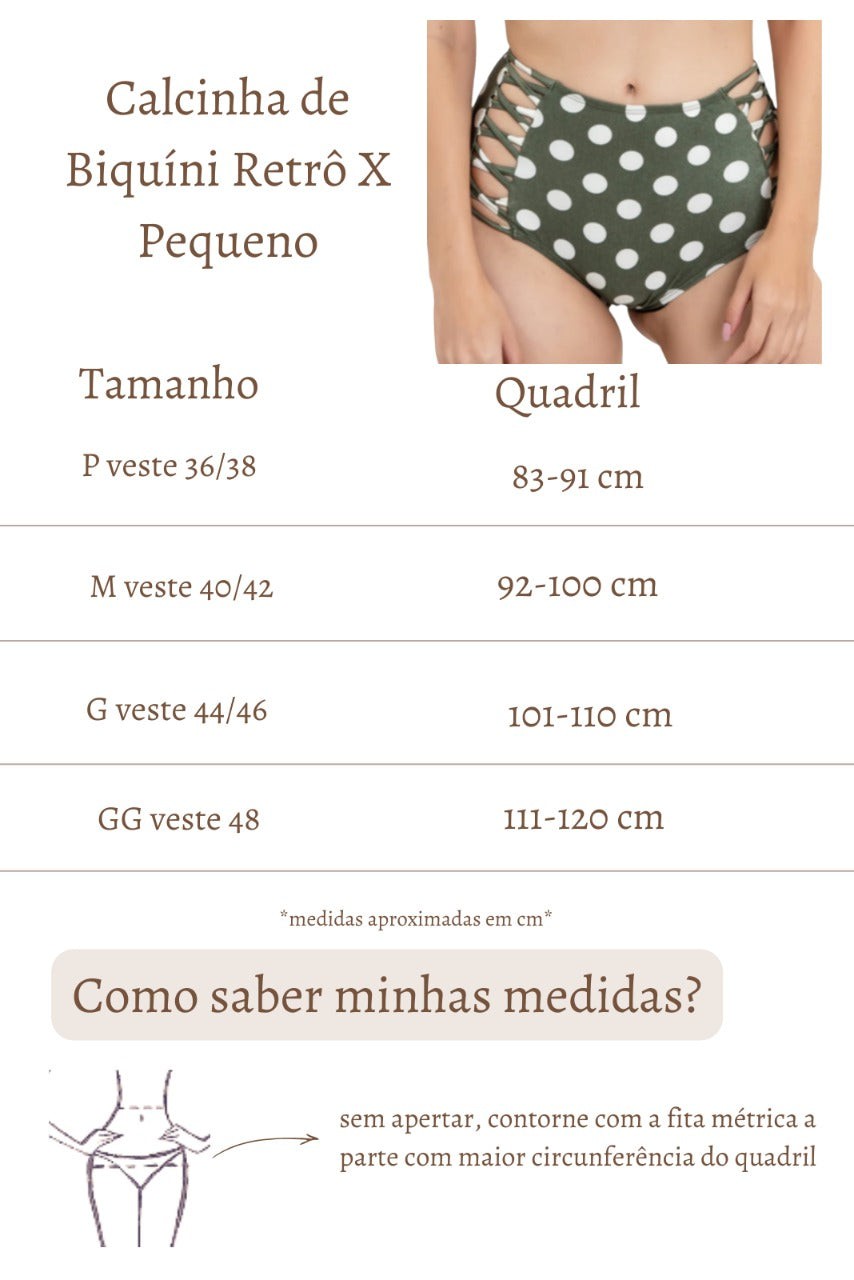 Calcinha de
Biquíni Retrô X
Pequeno
Tamanho
Quadril
P veste 36/38
83-91 cm
M veste 40/42
92-100 cm
G veste 44/46
101-110 cm
GG veste 48
111-120 cm
*medidas aproximadas em cm*
Como saber minhas medidas?
sem apertar, contorne com a fita métrica a
parte com maior circunferência do quadril